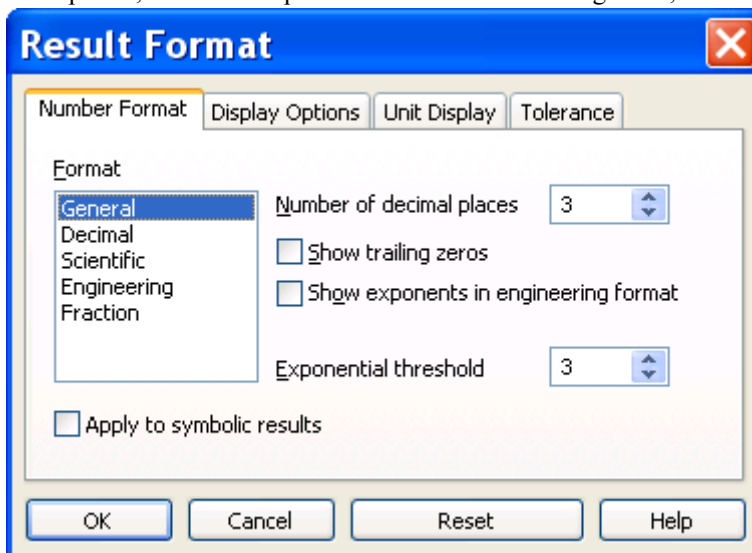 Result Format
Number Format Display Options Unit Display Tolerance
Format
General
Decimal
Scientific
Engineering
Fraction
Number of decimal places 3
Show trailing zeros
Show exponents in engineering format
Exponential threshold 3
Apply to symbolic results
OK Cancel Reset Help